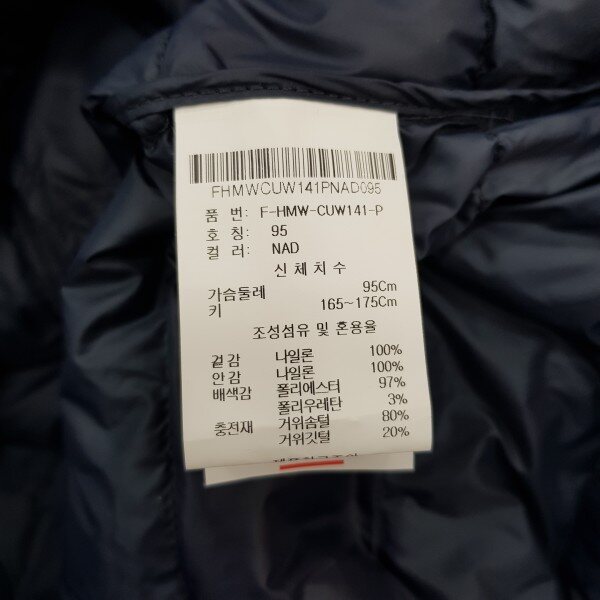 FHMWCUW141PNAD095
품 번: F-HMW-CUW141-P
호 칭: 95
컬 러: NAD
신체치수
가슴둘레 95Cm
키 165~175Cm
조성섬유 및 혼용율
겉감 나일론 100%
안감 나일론 100%
배색감 폴리에스터 97%
폴리우레탄 3%
충전재 거위솜털 80%
거위깃털 20%